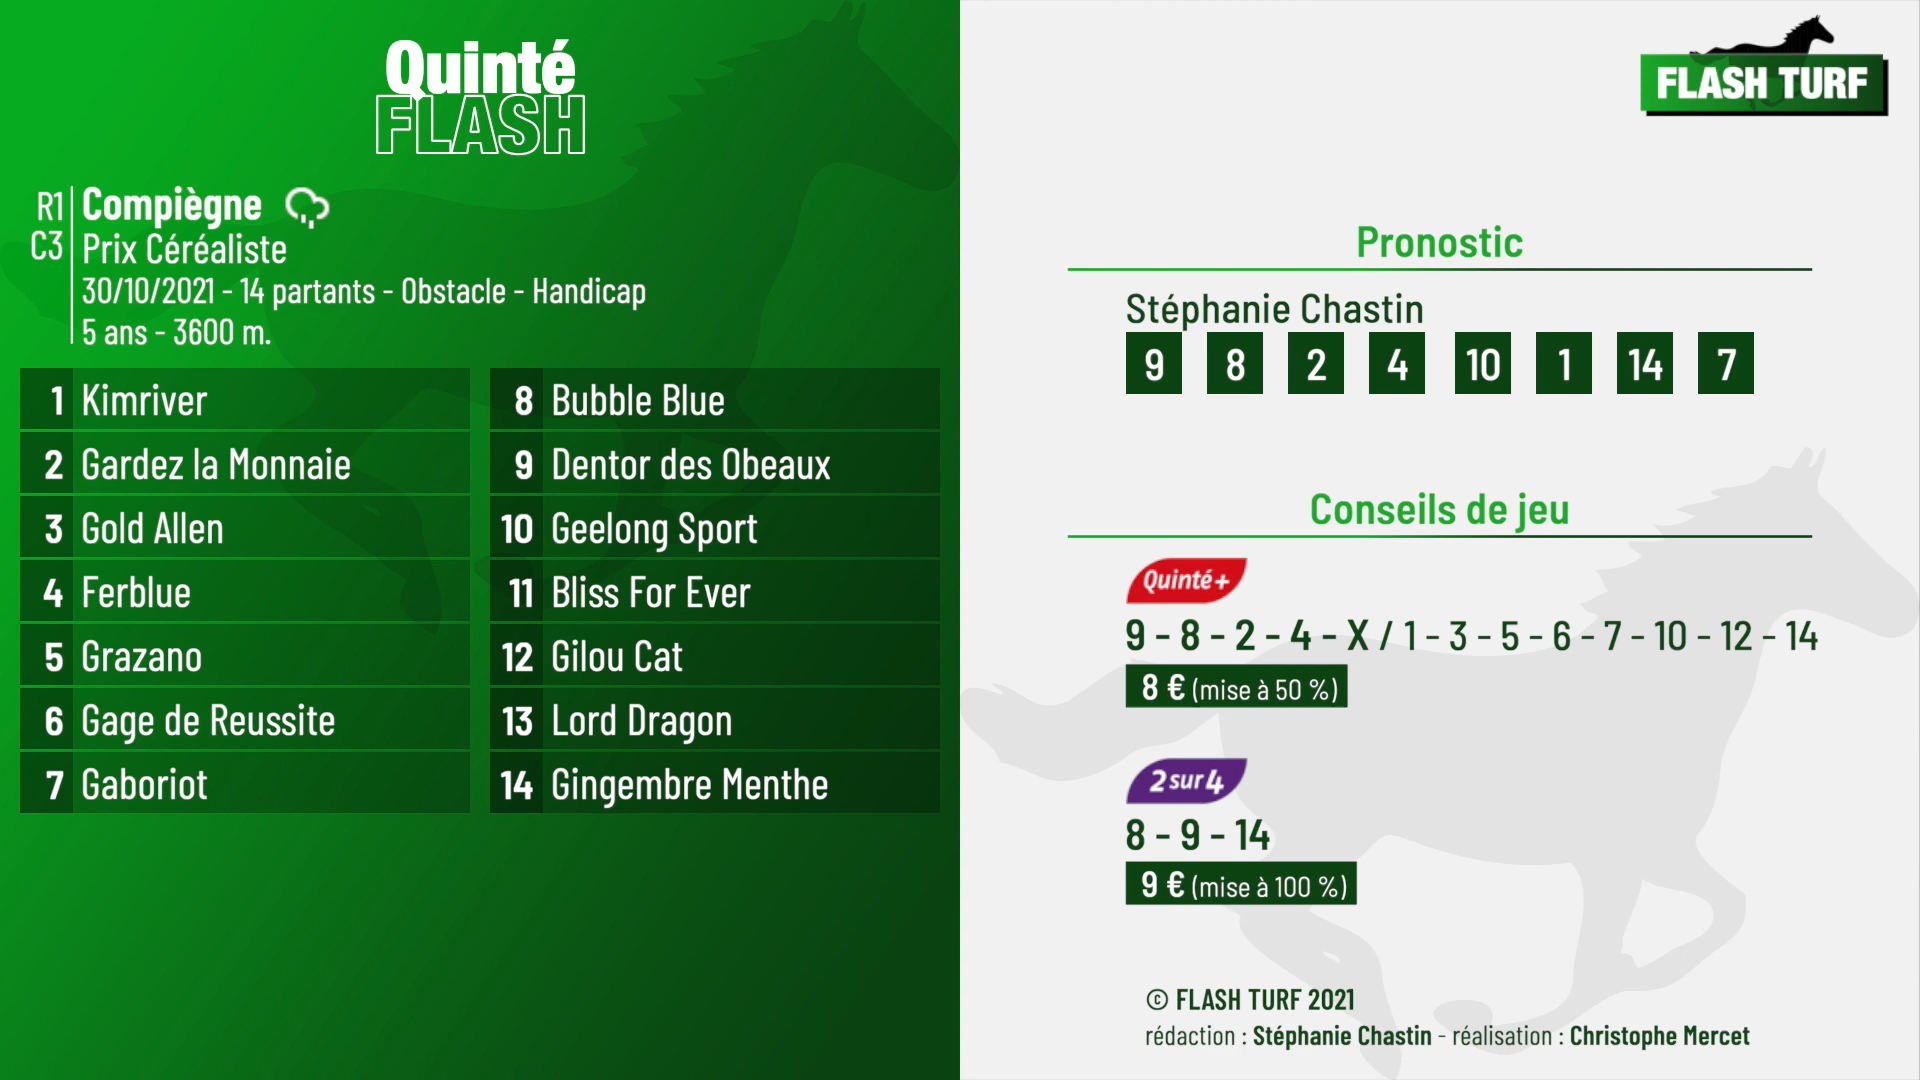 Quinté
FLASH
FLASH TURF
R1 Compiègne
C3 Prix Céréaliste
30/10/2021 - 14 partants - Obstacle - Handicap
5 ans - 3600 m.
1 Kimriver
2 Gardez la Monnaie
3 Gold Allen
4 Ferblue
5 Grazano
6 Gage de Reussite
7 Gaboriot
8 Bubble Blue
9 Dentor des Obeaux
10 Geelong Sport
11 Bliss For Ever
12 Gilou Cat
13 Lord Dragon
14 Gingembre Menthe
Pronostic
Stéphanie Chastin
9 8 2 4 10 1 14 7
Conseils de jeu
Quinté+
9 - 8 - 2 - 4 - X / 1 - 3 - 5 - 6 - 7 - 10 - 12 - 14
8 € (mise à 50 %)
2 sur 4
8 - 9 - 14
9 € (mise à 100 %)
© FLASH TURF 2021
rédaction : Stéphanie Chastin - réalisation : Christophe Mercet